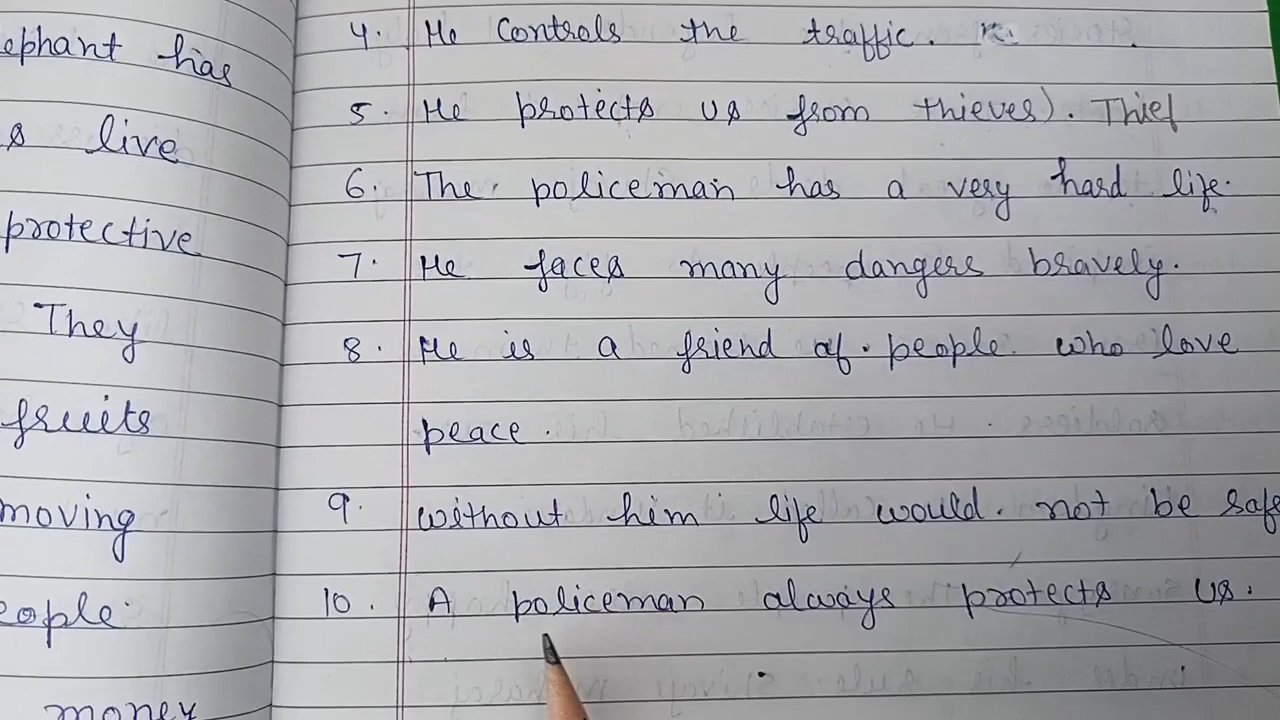 ephant has
s live
protective
They
fruits
moving
eople
money
4. He Controls the traffic.
5. He protects us from thieves). Thief
6. The policeman has a very hard life.
7. He faces many dangers bravely.
8. He is a friend of people who love
peace.
9. without him life would not be safe
10. A policeman always protects us.